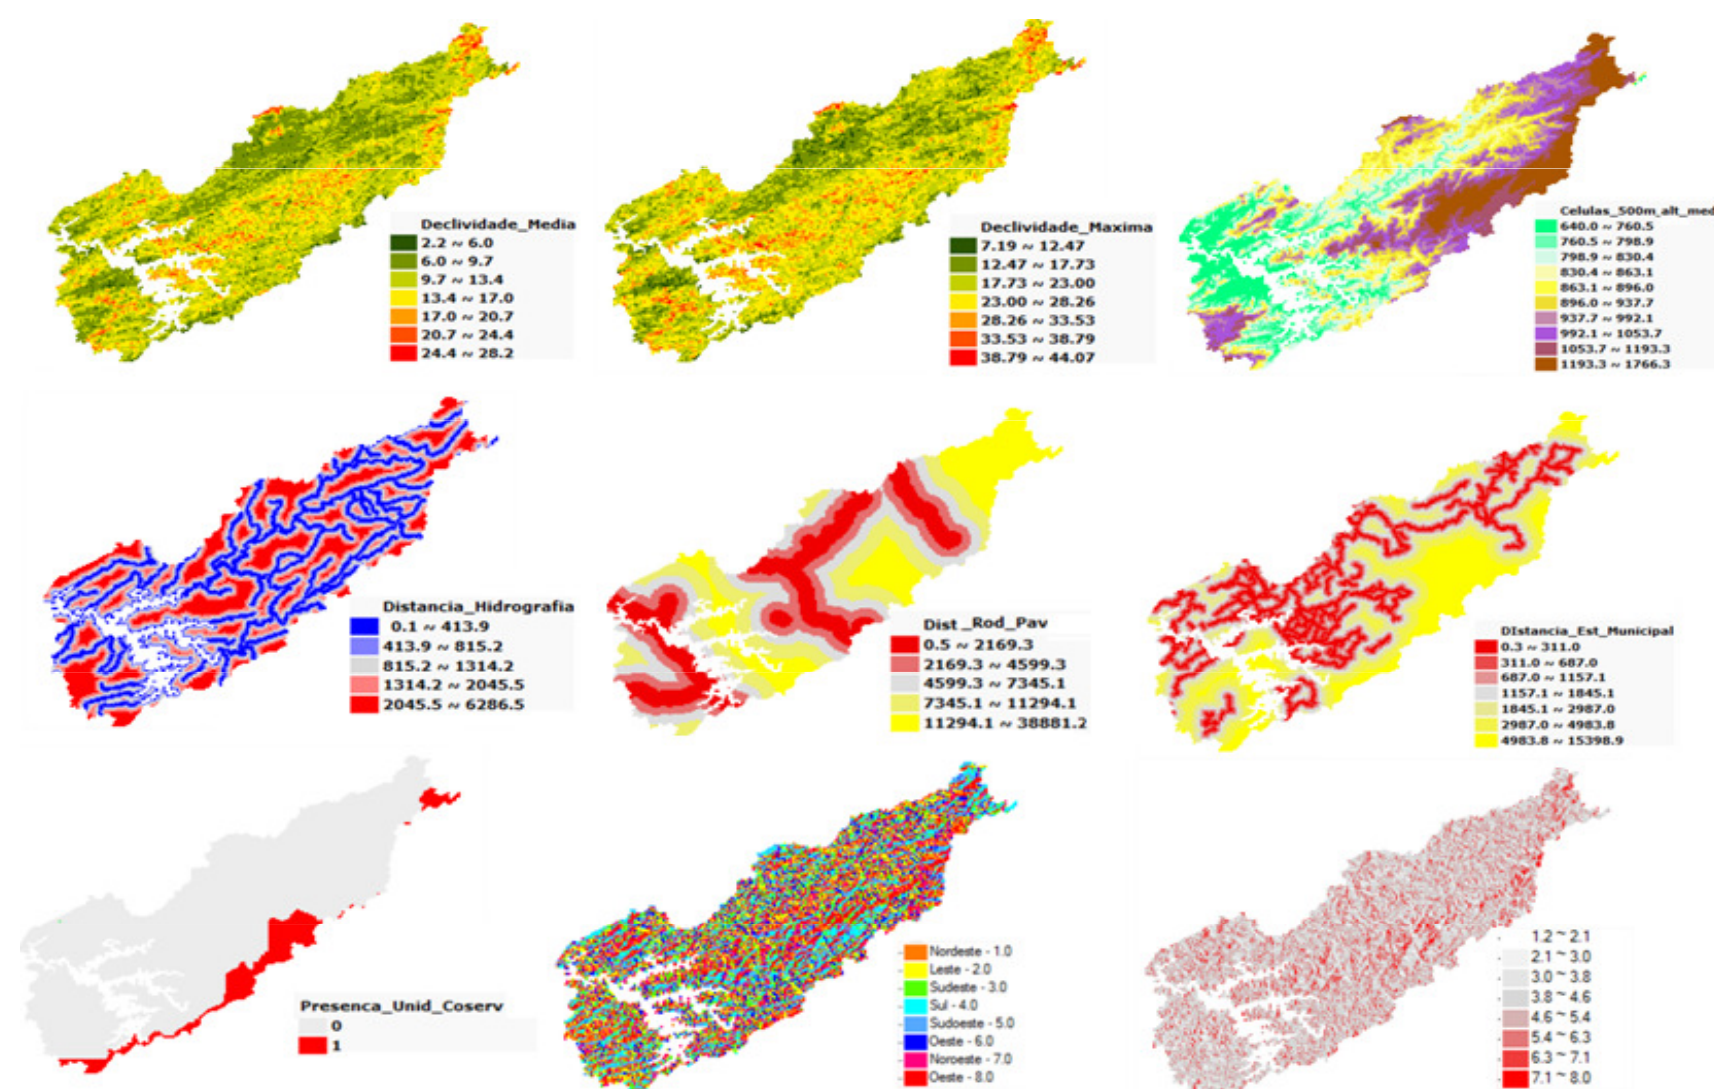 Declividade_Media
2.2 ~ 6.0
6.0 ~ 9.7
9.7 ~ 13.4
13.4 ~ 17.0
17.0 ~ 20.7
20.7 ~ 24.4
24.4 ~ 28.2
Declividade_Maxima
7.19 ~ 12.47
12.47 ~ 17.73
17.73 ~ 23.00
23.00 ~ 28.26
28.26 ~ 33.53
33.53 ~ 38.79
38.79 ~ 44.07
Celulas_500m_alt_med
640.0 ~ 760.5
760.5 ~ 798.9
798.9 ~ 830.4
830.4 ~ 863.1
863.1 ~ 896.0
896.0 ~ 937.7
937.7 ~ 992.1
992.1 ~ 1053.7
1053.7 ~ 1193.3
1193.3 ~ 1766.3
Distancia_Hidrografia
0.1 ~ 413.9
413.9 ~ 815.2
815.2 ~ 1314.2
1314.2 ~ 2045.5
2045.5 ~ 6286.5
Dist _Rod_Pav
0.5 ~ 2169.3
2169.3 ~ 4599.3
4599.3 ~ 7345.1
7345.1 ~ 11294.1
11294.1 ~ 38881.2
DIstancia_Est_Municipal
0.3 ~ 311.0
311.0 ~ 687.0
687.0 ~ 1157.1
1157.1 ~ 1845.1
1845.1 ~ 2987.0
2987.0 ~ 4983.8
4983.8 ~ 15398.9
Presenca_Unid_Coserv
0
1
Nordeste - 1.0
Leste - 2.0
Sudeste - 3.0
Sul - 4.0
Sudoeste - 5.0
Oeste - 6.0
Noroeste - 7.0
Oeste - 8.0
1.2 ~ 2.1
2.1 ~ 3.0
3.0 ~ 3.8
3.8 ~ 4.6
4.6 ~ 5.4
5.4 ~ 6.3
6.3 ~ 7.1
7.1 ~ 8.0